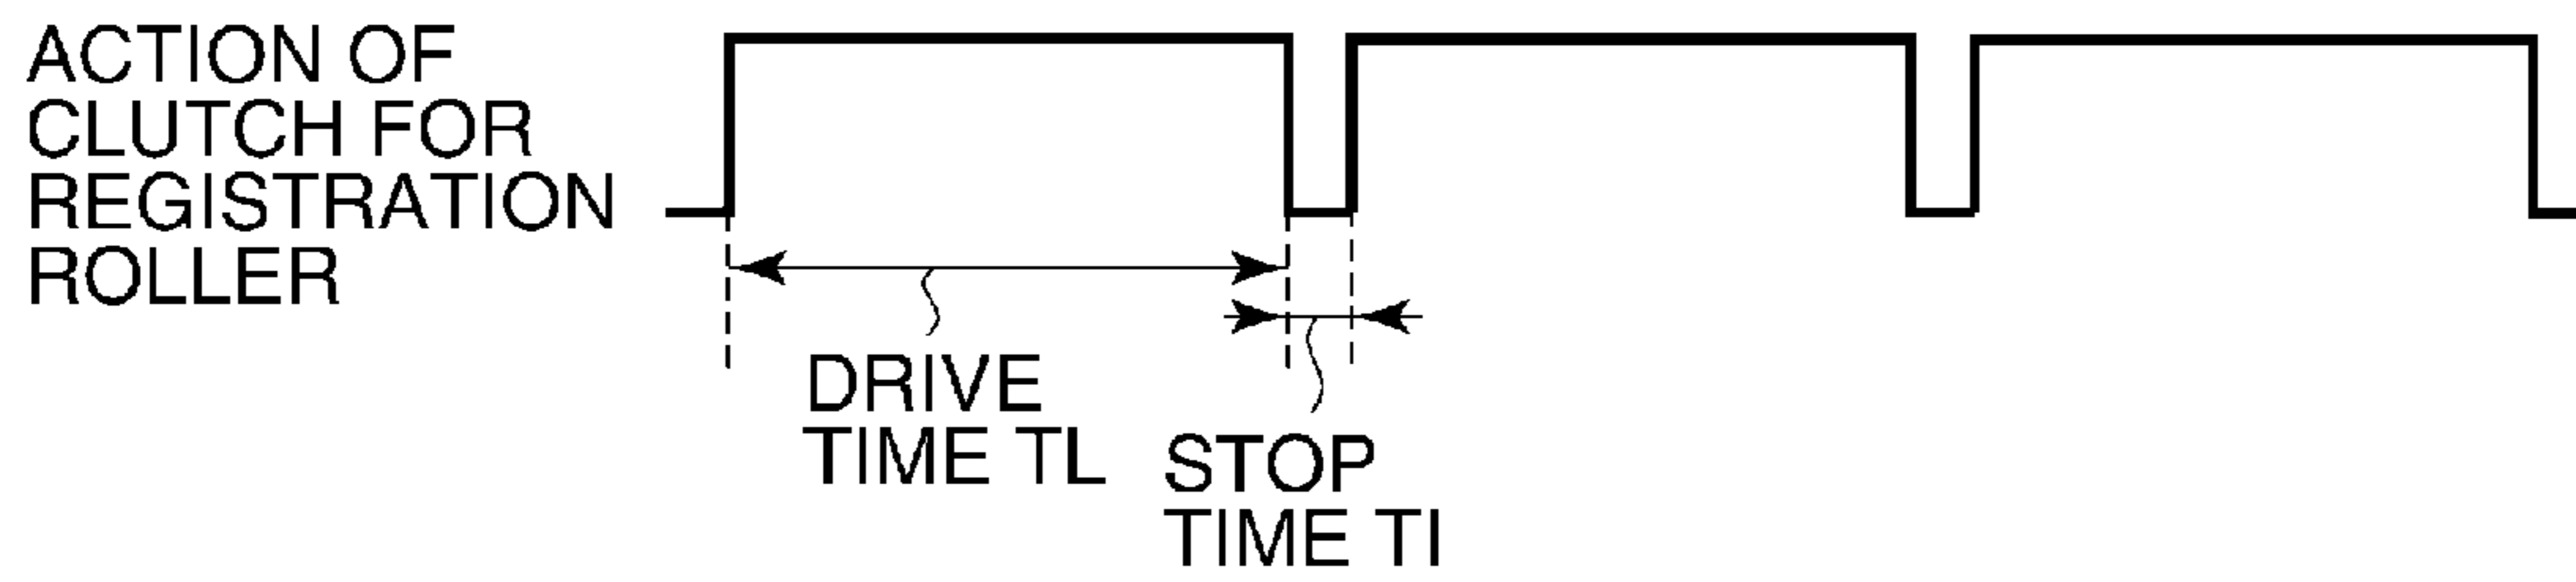 ACTION OF
CLUTCH FOR
REGISTRATION
ROLLER
DRIVE
TIME TL
STOP
TIME TI